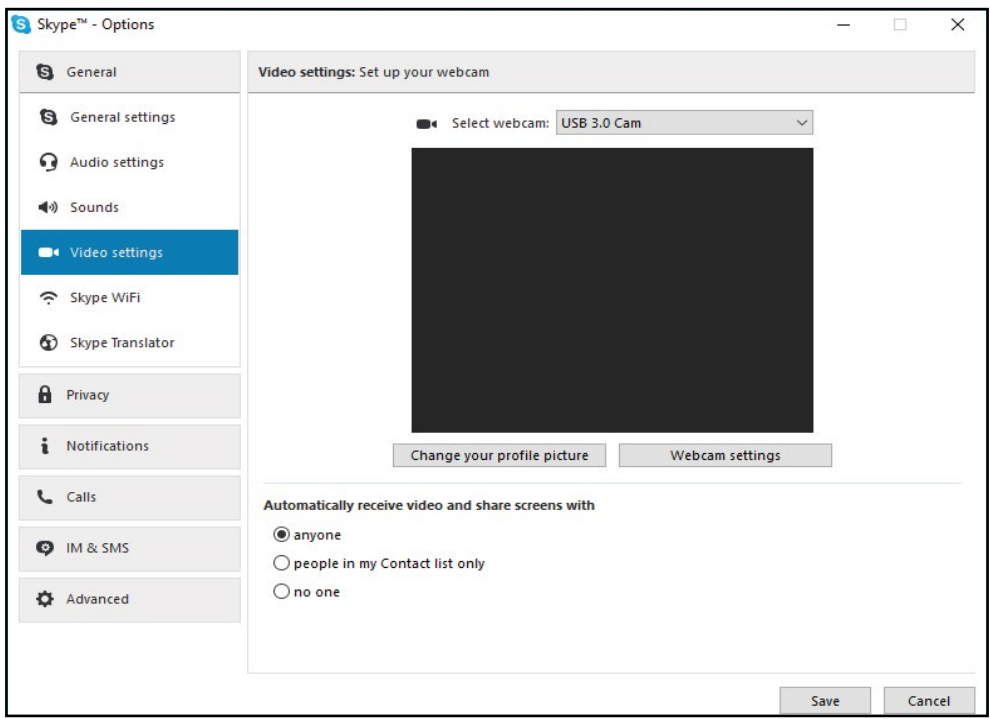 Skype™ - Options
General
General settings
Audio settings
Sounds
Video settings
Skype WiFi
Skype Translator
Privacy
Notifications
Calls
IM & SMS
Advanced
Video settings: Set up your webcam
Select webcam: USB 3.0 Cam
Change your profile picture Webcam settings
Automatically receive video and share screens with
anyone
people in my Contact list only
no one
Save Cancel